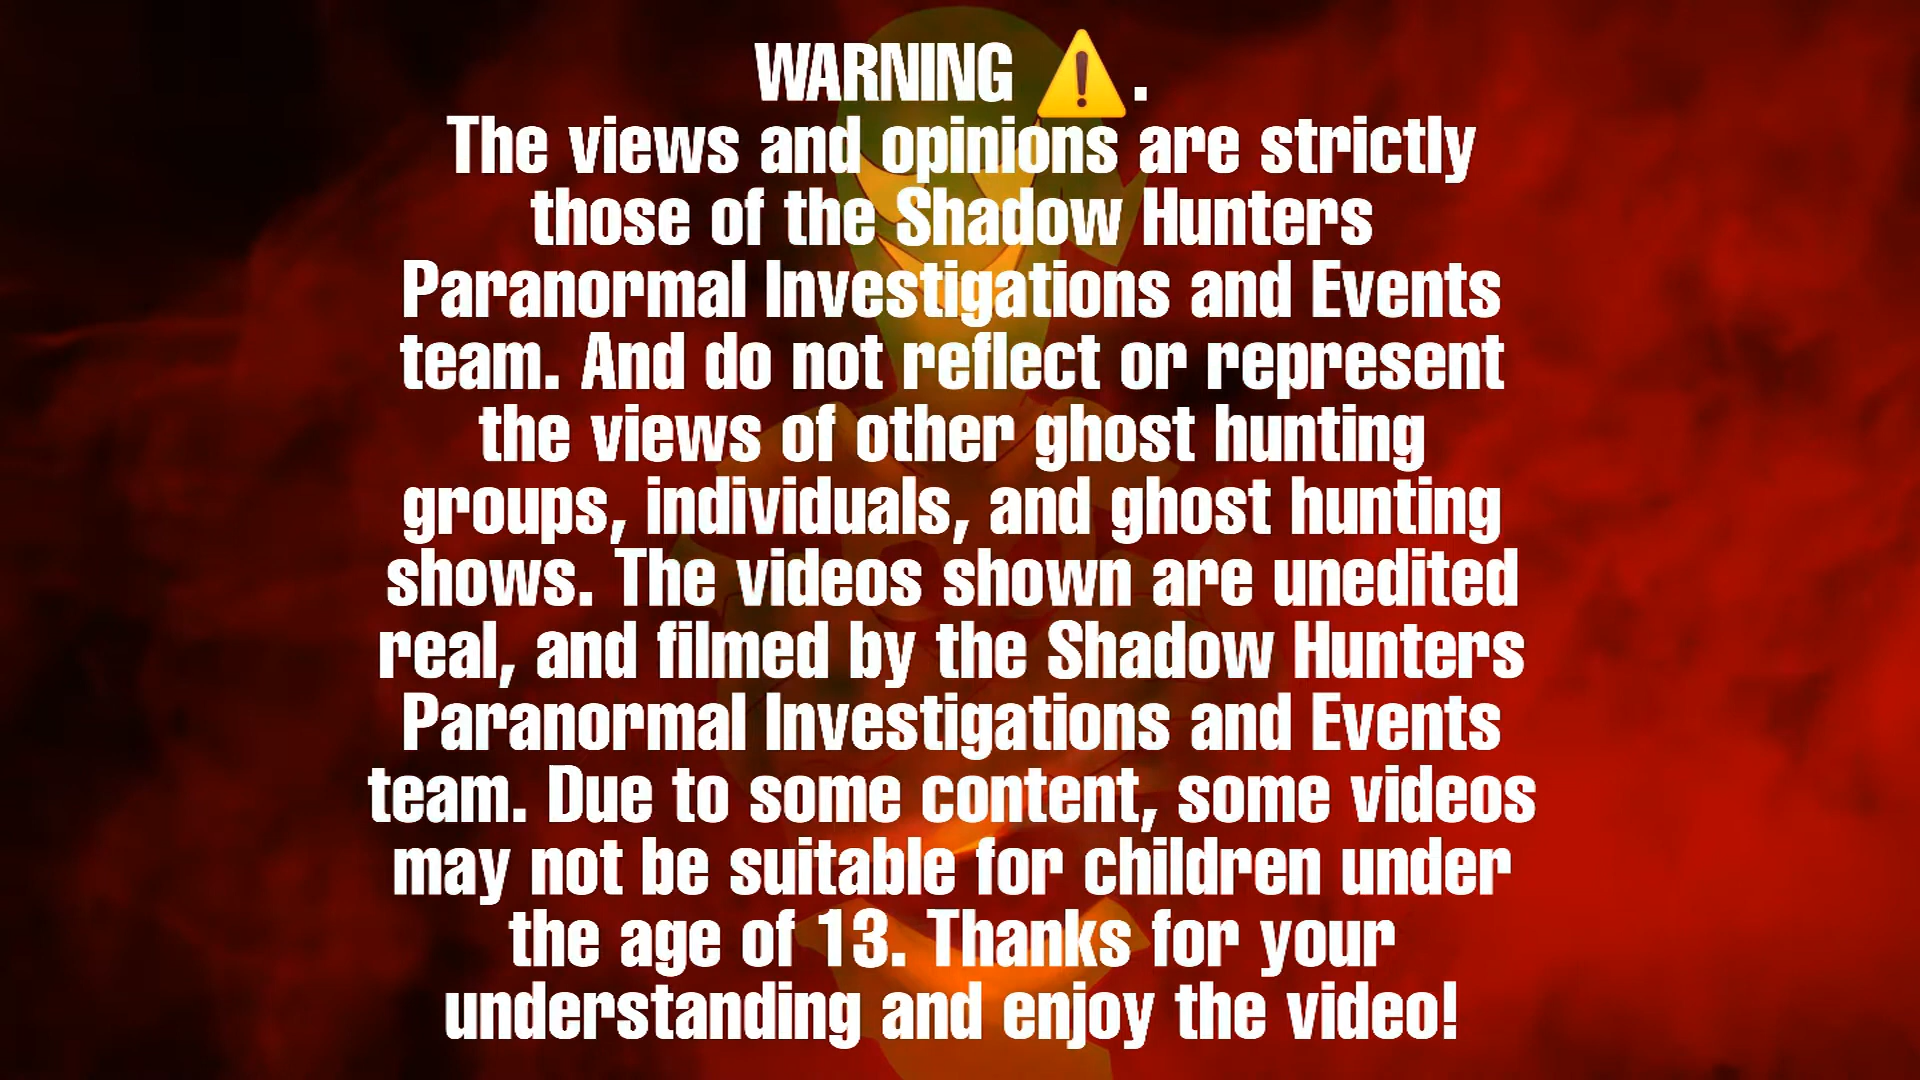 WARNING ⚠️.
The views and opinions are strictly
those of the Shadow Hunters
Paranormal Investigations and Events
team. And do not reflect or represent
the views of other ghost hunting
groups, individuals, and ghost hunting
shows. The videos shown are unedited
real, and filmed by the Shadow Hunters
Paranormal Investigations and Events
team. Due to some content, some videos
may not be suitable for children under
the age of 13. Thanks for your
understanding and enjoy the video!